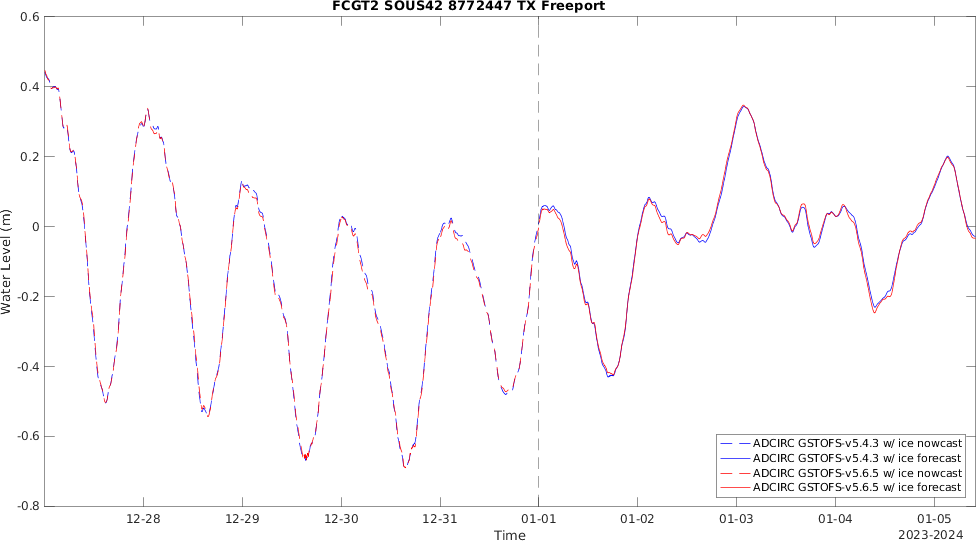 FCGT2 SOUS42 8772447 TX Freeport
0.6
0.4
0.2
0
-0.2
-0.4
-0.6
-0.8
Water Level (m)
12-28
12-29
12-30
12-31
01-01
01-02
01-03
01-04
01-05
Time
2023-2024
ADCIRC GSTOFS-v5.4.3 w/ ice nowcast
ADCIRC GSTOFS-v5.4.3 w/ ice forecast
ADCIRC GSTOFS-v5.6.5 w/ ice nowcast
ADCIRC GSTOFS-v5.6.5 w/ ice forecast